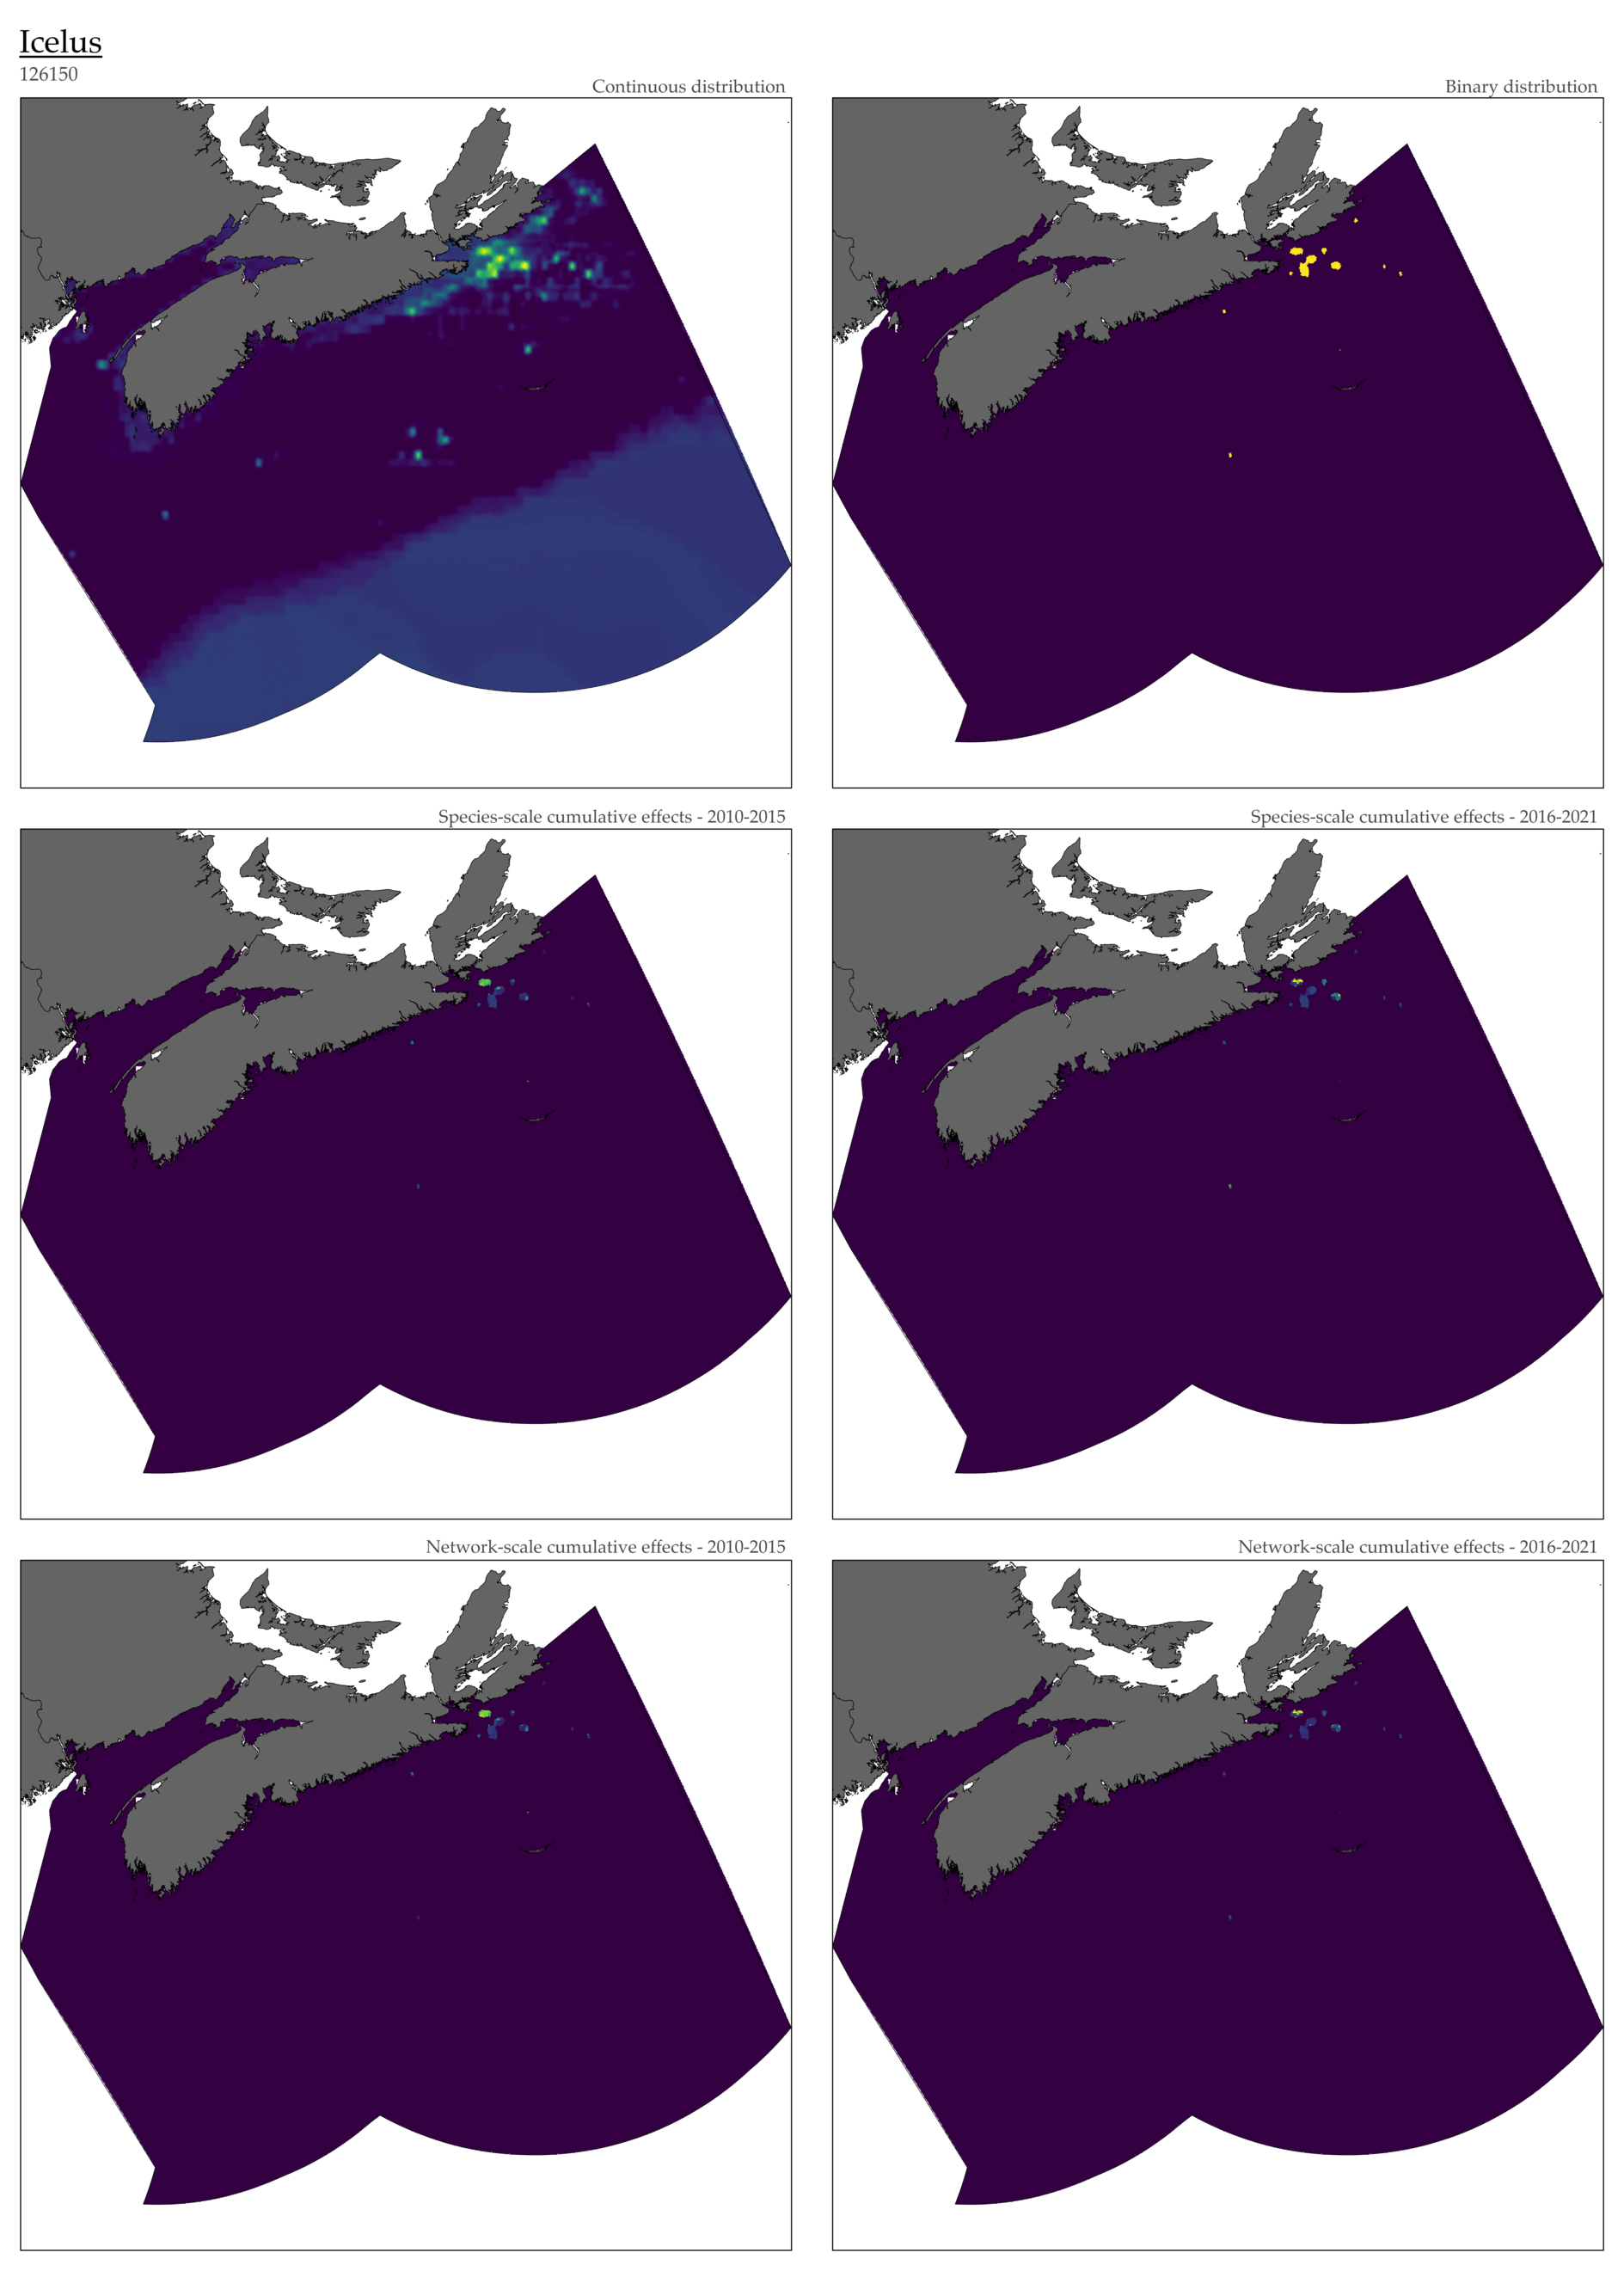 Icelus
126150
Continuous distribution
Binary distribution
Species-scale cumulative effects - 2010-2015
Species-scale cumulative effects - 2016-2021
Network-scale cumulative effects - 2010-2015
Network-scale cumulative effects - 2016-2021